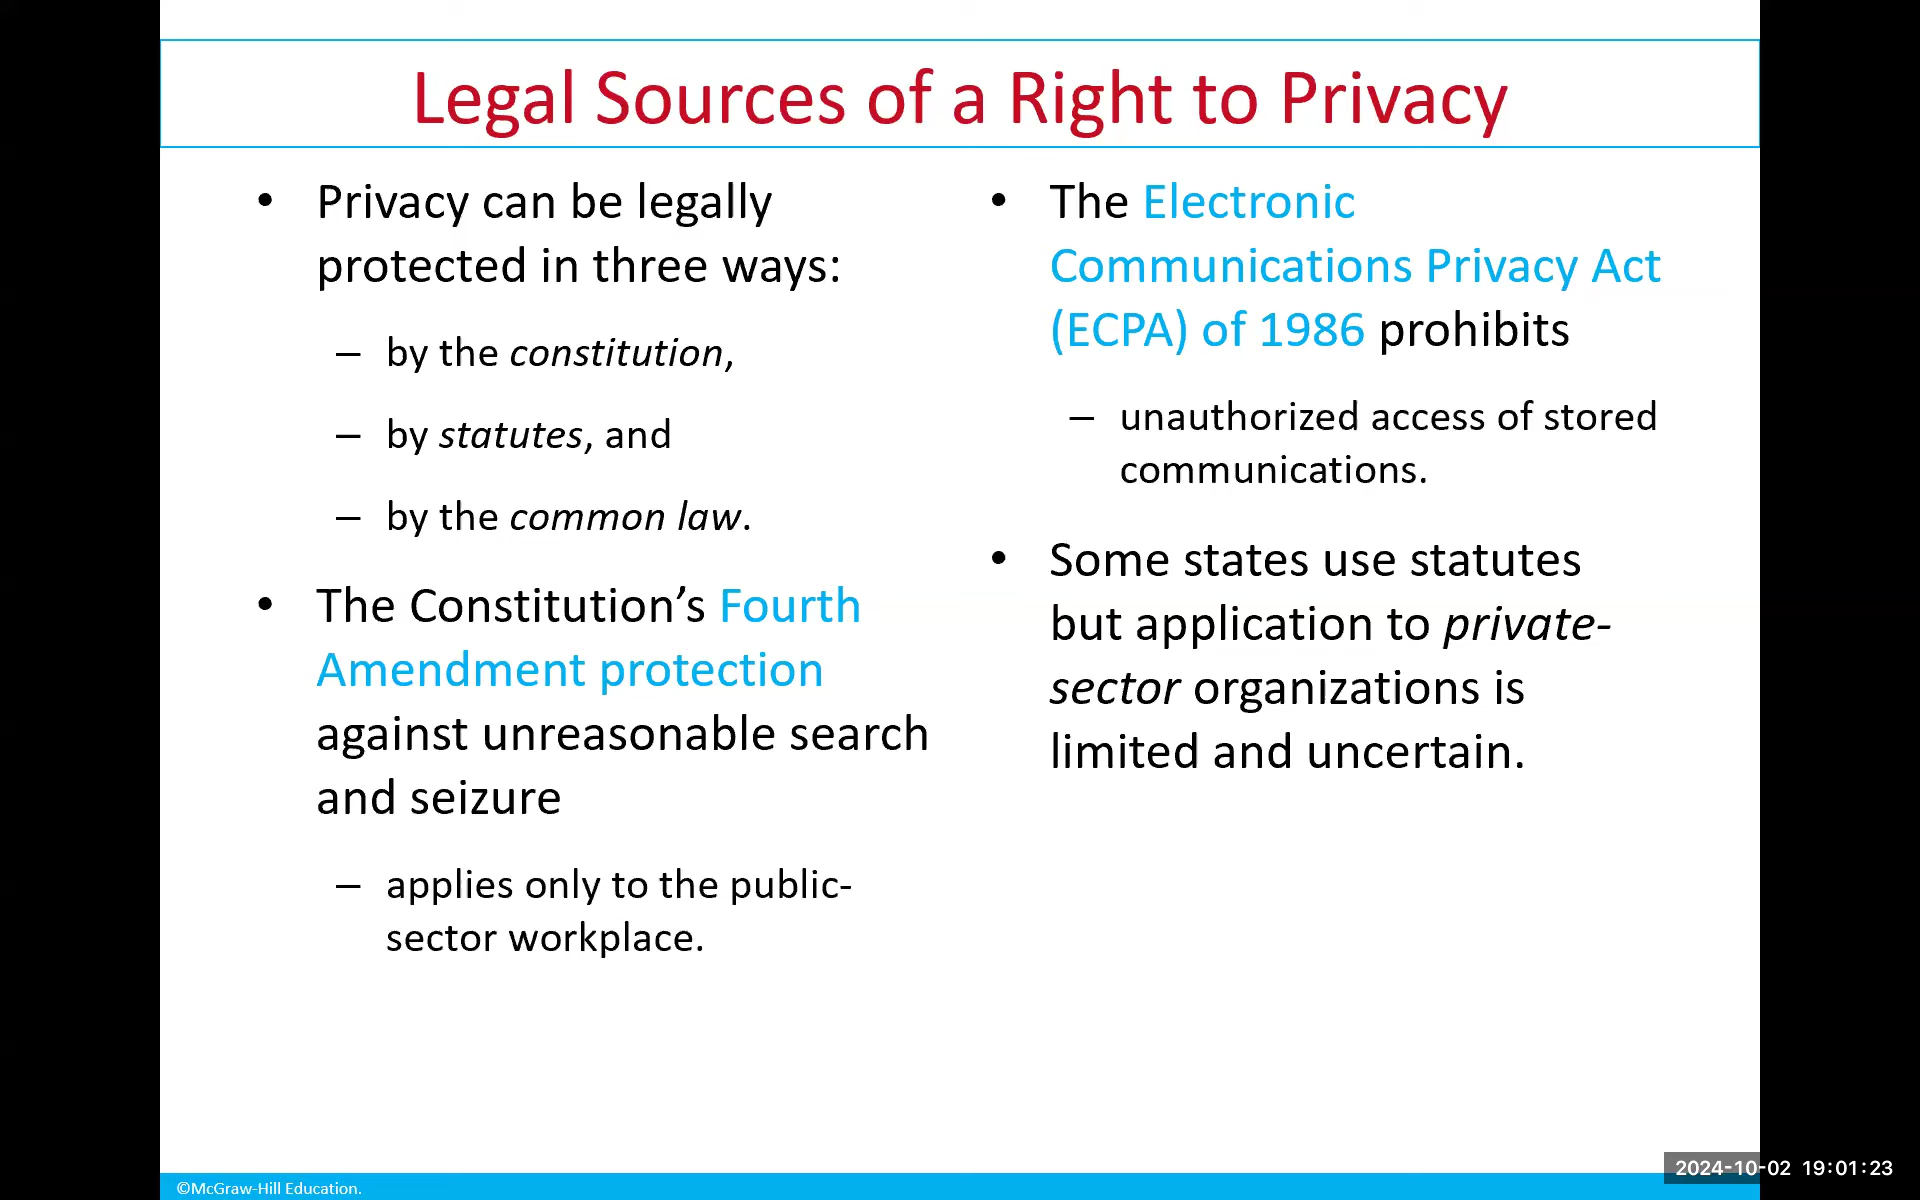 Legal Sources of a Right to Privacy
• Privacy can be legally
protected in three ways:
– by the constitution,
– by statutes, and
– by the common law.
• The Constitution’s Fourth
Amendment protection
against unreasonable search
and seizure
– applies only to the public-
sector workplace.
• The Electronic
Communications Privacy Act
(ECPA) of 1986 prohibits
– unauthorized access of stored
communications.
• Some states use statutes
but application to private-
sector organizations is
limited and uncertain.
©McGraw-Hill Education.
2024-10-02 19:01:23